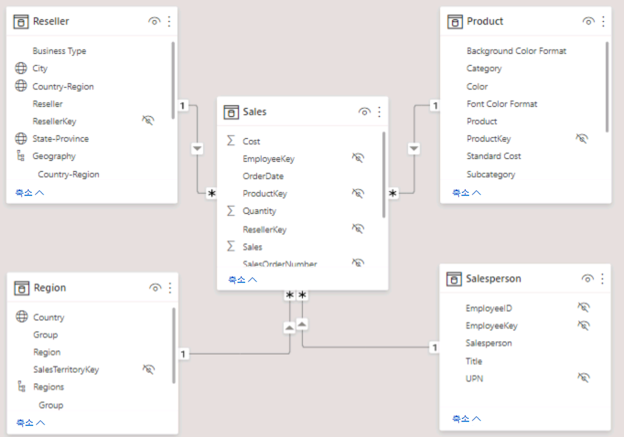 Reseller
Business Type
City
Country-Region
Reseller
ResellerKey
State-Province
Geography
Country-Region
축소
Product
Background Color Format
Category
Color
Font Color Format
Product
ProductKey
Standard Cost
Subcategory
축소
Sales
Cost
EmployeeKey
OrderDate
ProductKey
Quantity
ResellerKey
Sales
SalesOrderNumber
축소
1
*
1
*
Region
Country
Group
Region
SalesTerritoryKey
Regions
Group
축소
Salesperson
EmployeeID
EmployeeKey
Salesperson
Title
UPN
축소
1
*
*
1